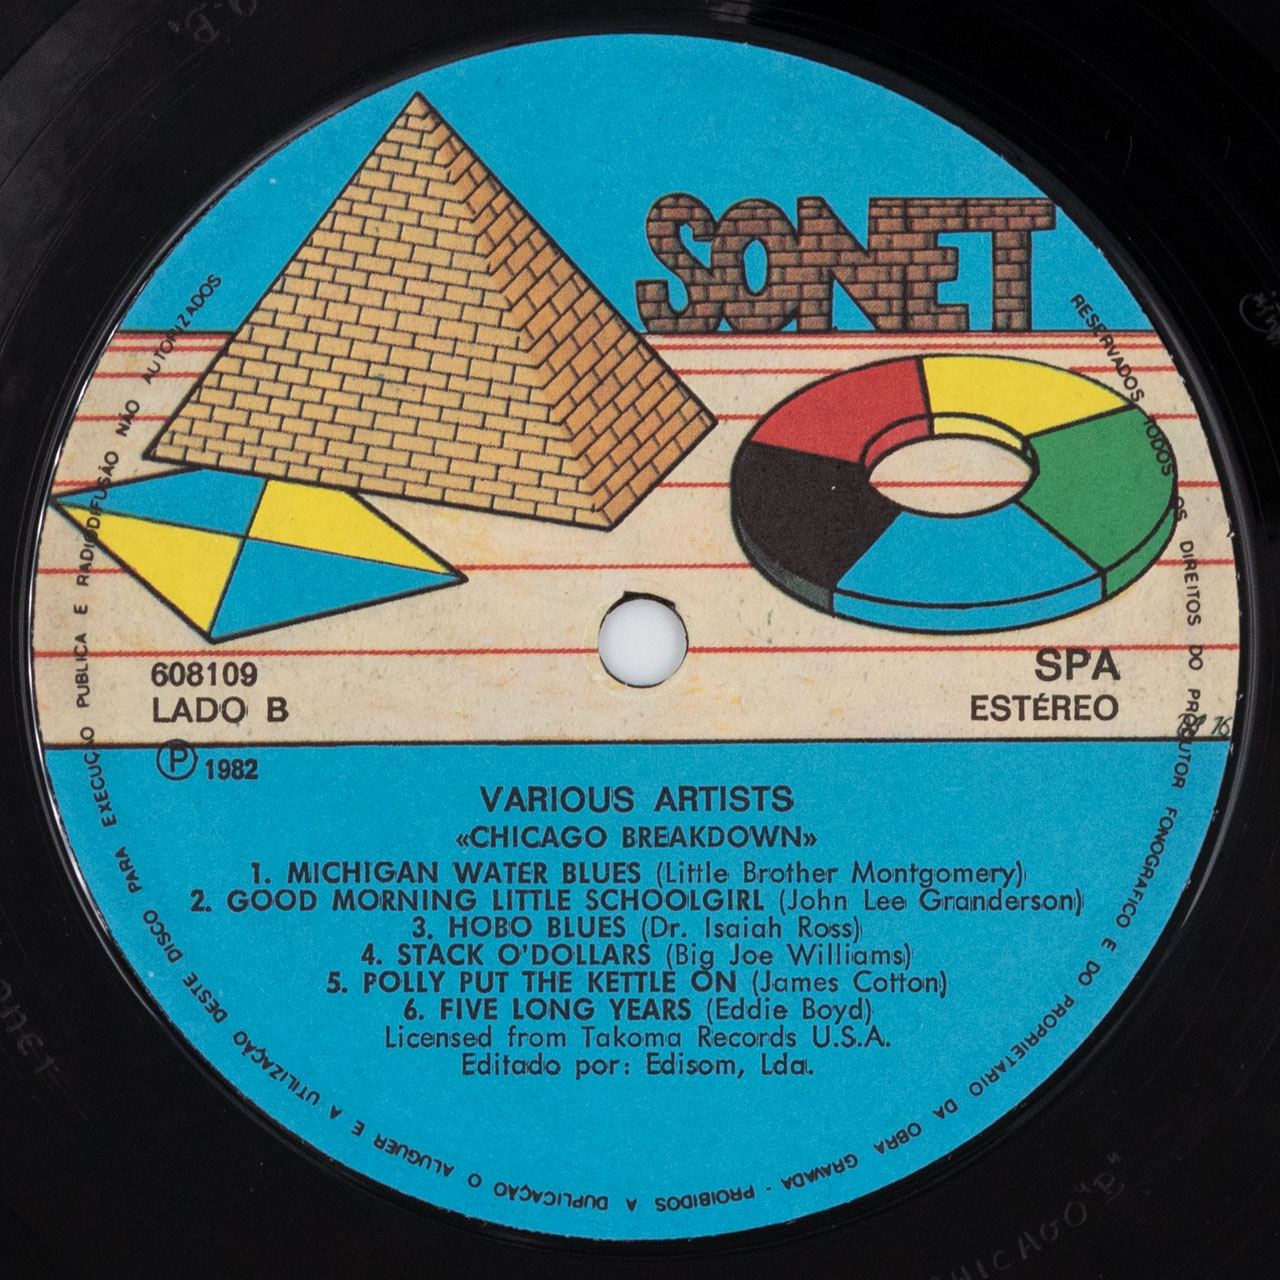 SONET
608109
LADO B
SPA
ESTÉREO
Ⓟ 1982
VARIOUS ARTISTS
«CHICAGO BREAKDOWN»
1. MICHIGAN WATER BLUES (Little Brother Montgomery)
2. GOOD MORNING LITTLE SCHOOLGIRL (John Lee Granderson)
3. HOBO BLUES (Dr. Isaiah Ross)
4. STACK O'DOLLARS (Big Joe Williams)
5. POLLY PUT THE KETTLE ON (James Cotton)
6. FIVE LONG YEARS (Eddie Boyd)
Licensed from Takoma Records U.S.A.
Editado por: Edisom, Lda.
RESERVADOS TODOS OS DIREITOS DO PRODUTOR FONOGRAFICO E DO PROPRIETARIO DA OBRA GRAVADA - PROIBIDOS A DUPLICAÇÃO O ALUGUER E A UTILIZAÇÃO DESTE DISCO PARA EXECUÇÃO PUBLICA E RADIODIFUSÃO NÃO AUTORIZADOS
CHICAGO "B"